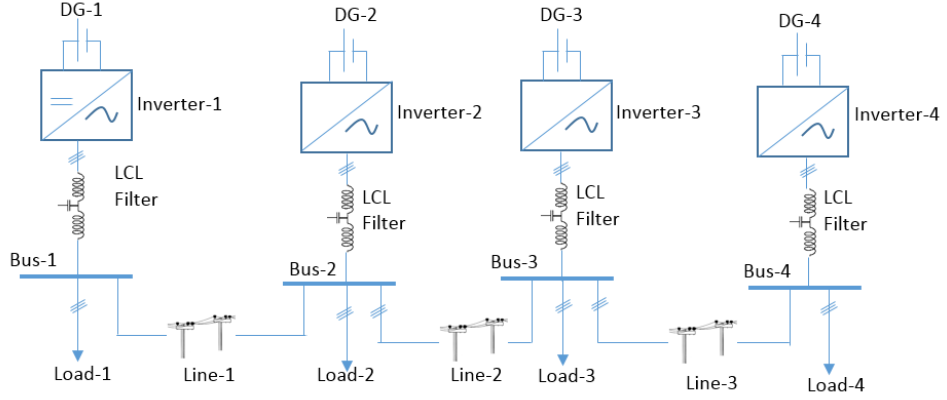 DG-1
DG-2
DG-3
DG-4
Inverter-1
Inverter-2
Inverter-3
Inverter-4
LCL
Filter
LCL
Filter
LCL
Filter
LCL
Filter
Bus-1
Bus-2
Bus-3
Bus-4
Load-1
Line-1
Load-2
Line-2
Load-3
Line-3
Load-4